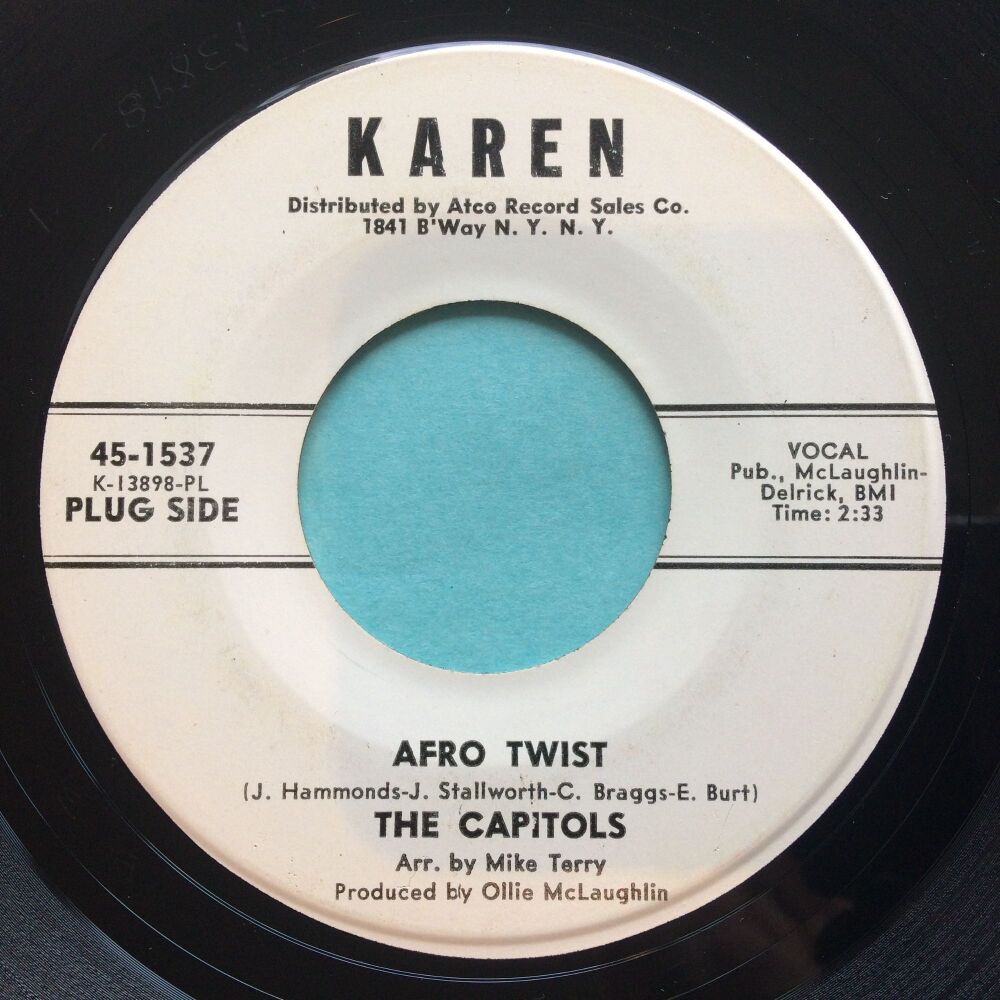 KAREN
Distributed by Atco Record Sales Co.
1841 B'Way N. Y. N. Y.
45-1537
K-13898-PL
PLUG SIDE
VOCAL
Pub., McLaughlin-
Delrick, BMI
Time: 2:33
AFRO TWIST
(J. Hammonds-J. Stallworth-C. Braggs-E. Burt)
THE CAPITOLS
Arr. by Mike Terry
Produced by Ollie McLaughlin